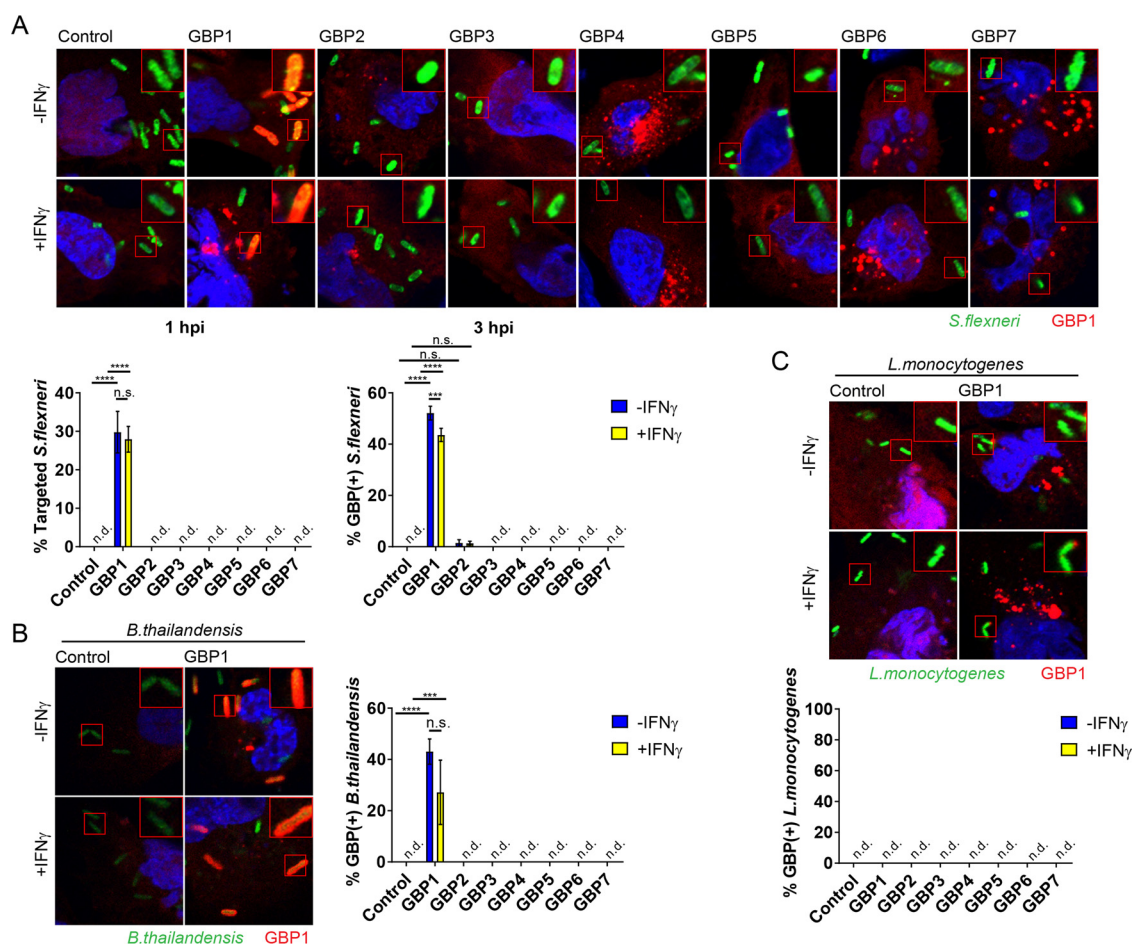 A
Control GBP1 GBP2 GBP3 GBP4 GBP5 GBP6 GBP7
-IFNγ
+IFNγ
S.flexneri GBP1
1 hpi
% Targeted S.flexneri
40
30
20
10
0
n.d. **** **** n.s. n.d. n.d. n.d. n.d. n.d. n.d.
Control GBP1 GBP2 GBP3 GBP4 GBP5 GBP6 GBP7
3 hpi
% GBP(+) S.flexneri
60
40
20
0
n.s.
n.s.
****
**** ***
n.d. n.d. n.d. n.d. n.d. n.d.
Control GBP1 GBP2 GBP3 GBP4 GBP5 GBP6 GBP7
-IFNγ
+IFNγ
B
B.thailandensis
Control GBP1
-IFNγ
+IFNγ
B.thailandensis GBP1
% GBP(+) B.thailandensis
60
40
20
0
***
**** n.s.
n.d. n.d. n.d. n.d. n.d. n.d. n.d.
Control GBP1 GBP2 GBP3 GBP4 GBP5 GBP6 GBP7
-IFNγ
+IFNγ
C
L.monocytogenes
Control GBP1
-IFNγ
+IFNγ
L.monocytogenes GBP1
% GBP(+) L.monocytogenes
100
80
60
40
20
0
n.d. n.d. n.d. n.d. n.d. n.d. n.d. n.d.
Control GBP1 GBP2 GBP3 GBP4 GBP5 GBP6 GBP7
-IFNγ
+IFNγ